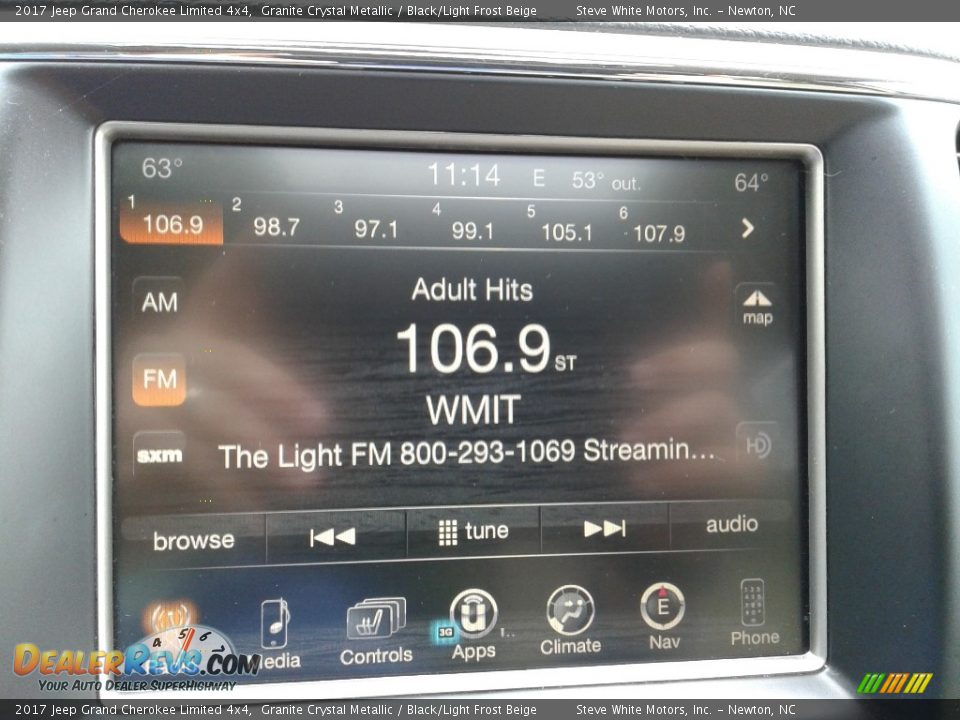 2017 Jeep Grand Cherokee Limited 4x4, Granite Crystal Metallic / Black/Light Frost Beige Steve White Motors, Inc. - Newton, NC
63° 11:14 E 53° out. 64°
1 106.9 2 98.7 3 97.1 4 99.1 5 105.1 6 107.9
AM
Adult Hits
map
106.9 ST
FM
WMIT
sxm
The Light FM 800-293-1069 Streamin...
HD
browse tune audio
3G
E
Controls Apps Climate Nav Phone
4 5 6
DealerRevs.com
Your Auto Dealer SuperHighway
2017 Jeep Grand Cherokee Limited 4x4, Granite Crystal Metallic / Black/Light Frost Beige Steve White Motors, Inc. - Newton, NC